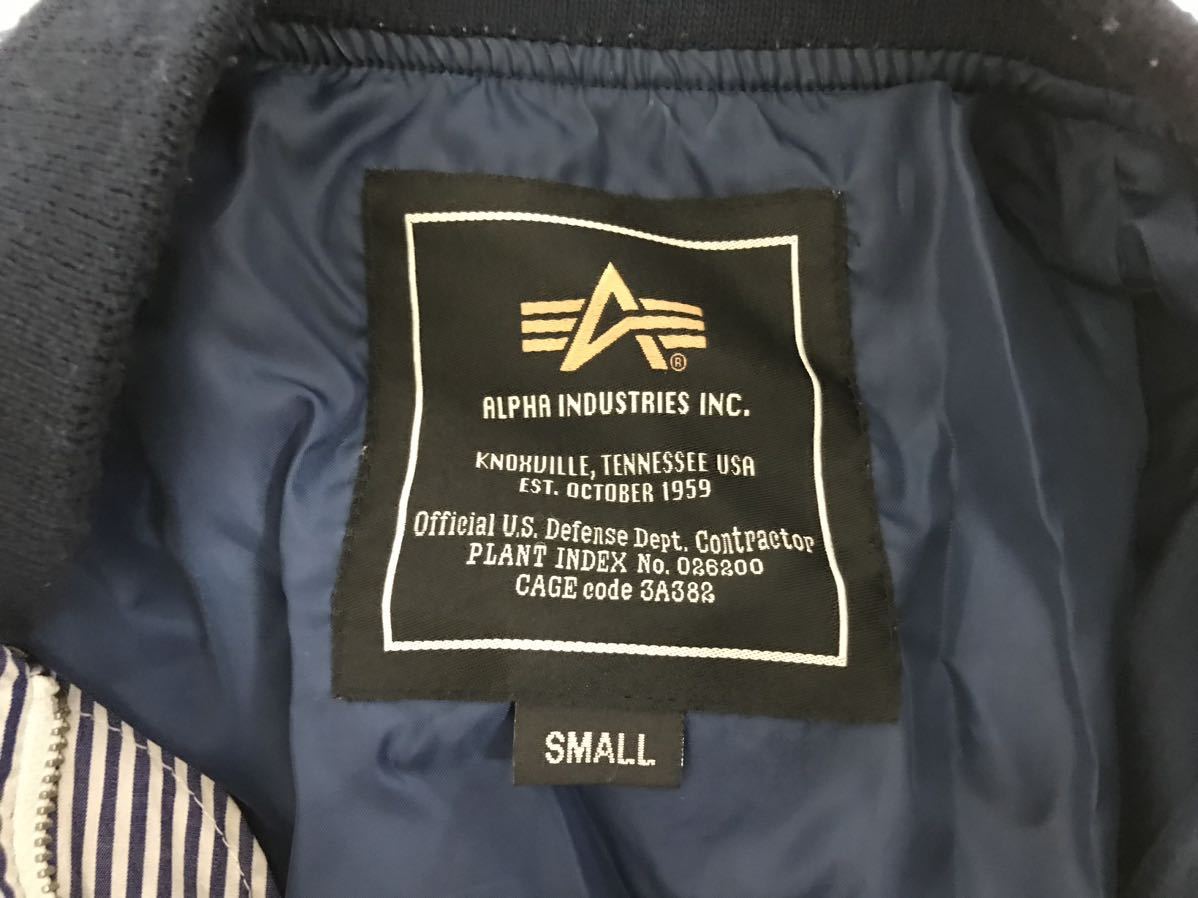 ®
ALPHA INDUSTRIES INC.
KNOXVILLE, TENNESSEE USA
EST. OCTOBER 1959
Official U.S. Defense Dept. Contractor
PLANT INDEX No. 026200
CAGE code 3A382
SMALL